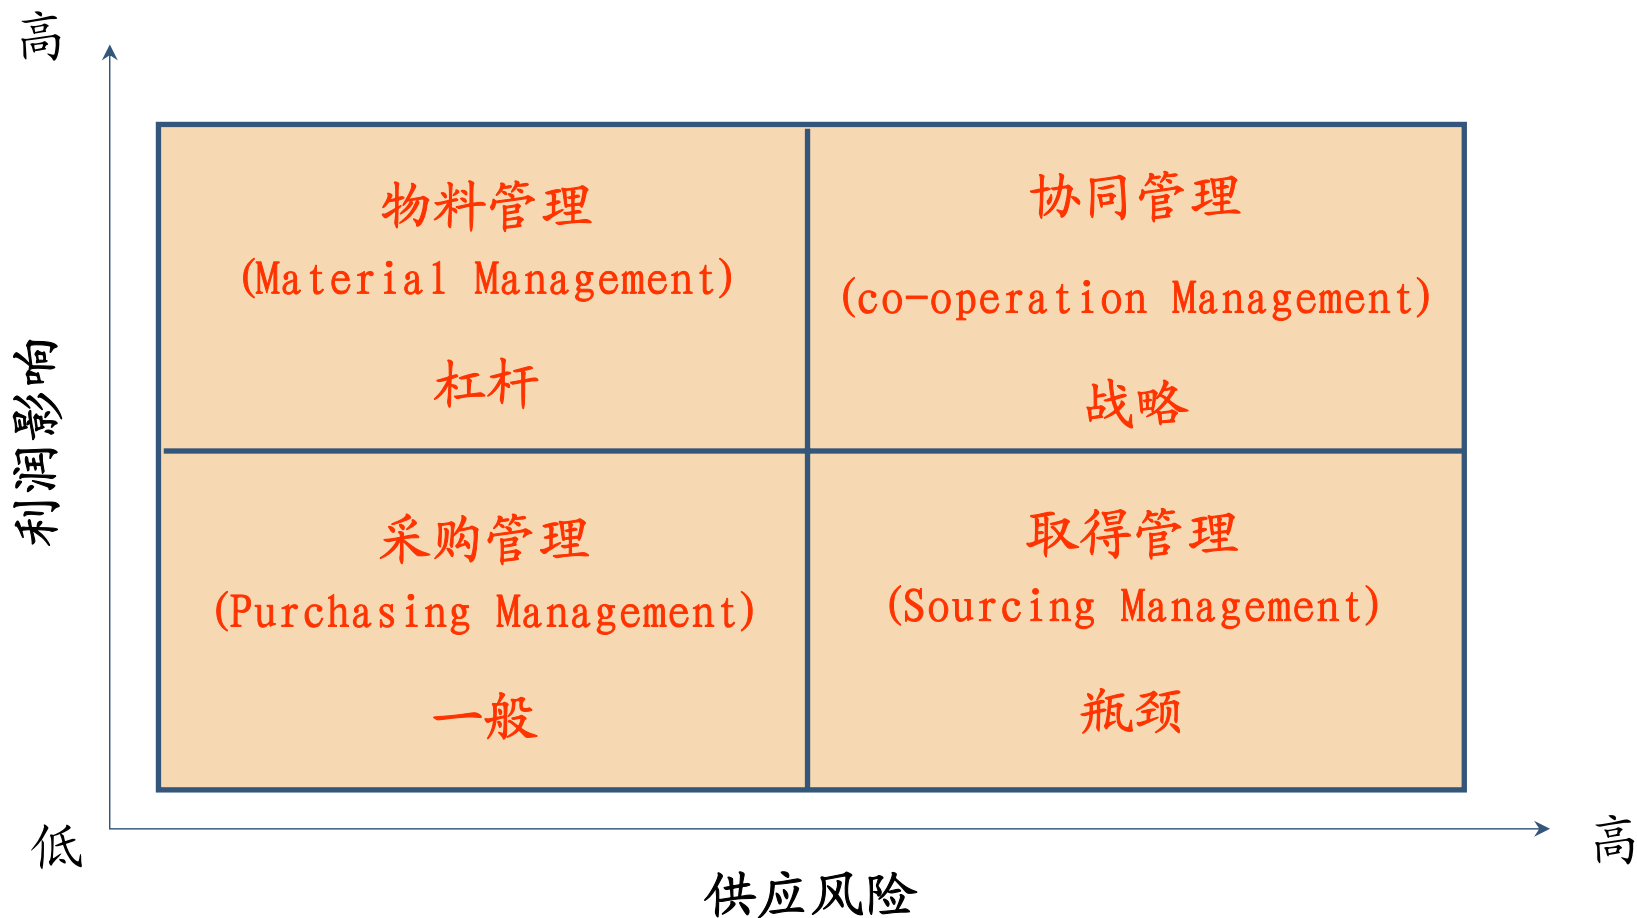 高
物料管理
(Material Management)
杠杆
协同管理
(co-operation Management)
战略
利润影响
采购管理
(Purchasing Management)
一般
取得管理
(Sourcing Management)
瓶颈
低
高
供应风险